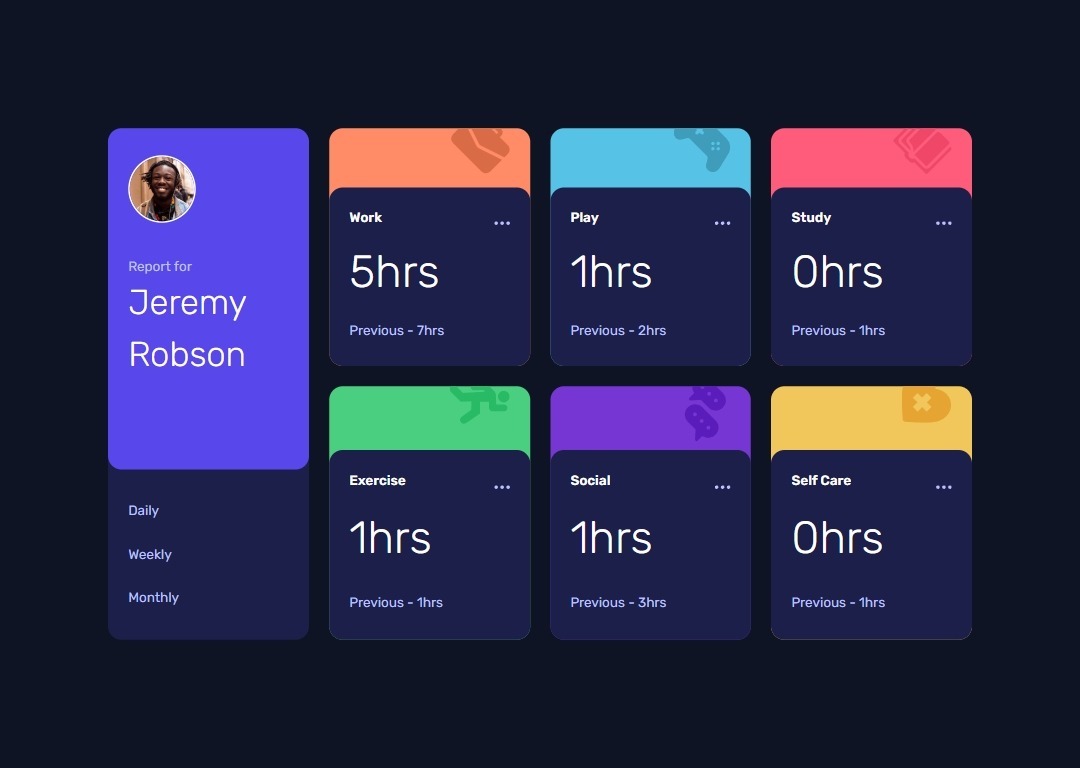 Report for
Jeremy
Robson
Daily
Weekly
Monthly
Work
5hrs
Previous - 7hrs
Play
1hrs
Previous - 2hrs
Study
0hrs
Previous - 1hrs
Exercise
1hrs
Previous - 1hrs
Social
1hrs
Previous - 3hrs
Self Care
0hrs
Previous - 1hrs